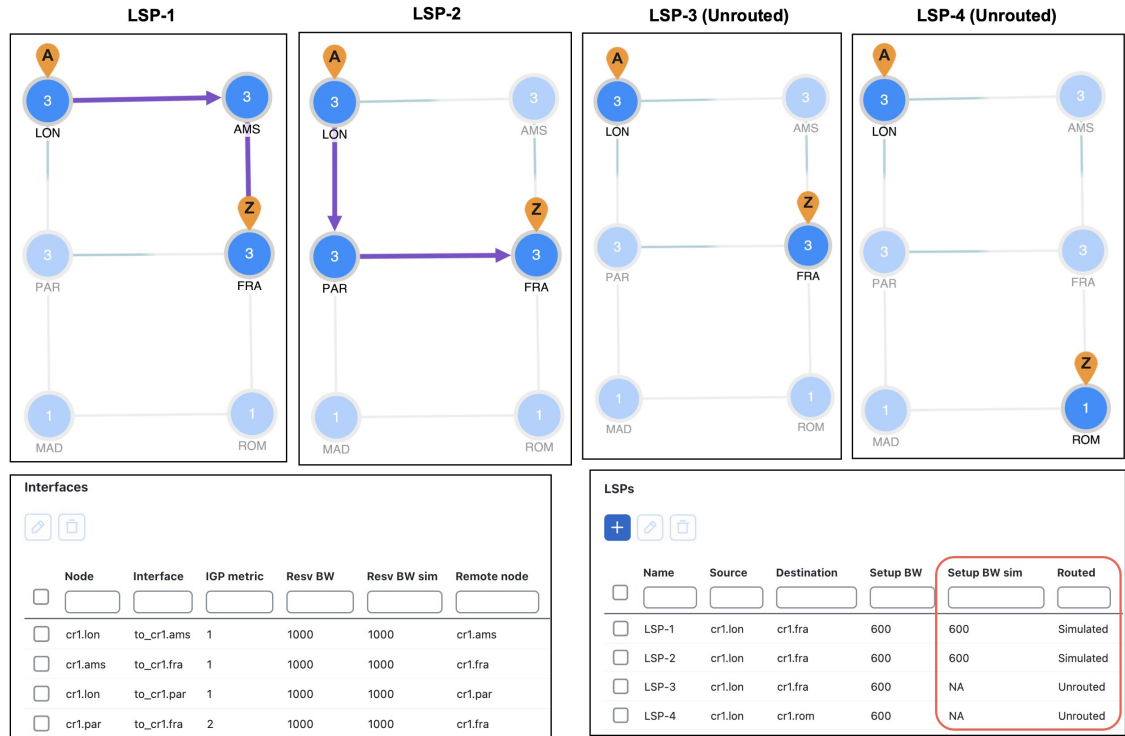 LSP-1
LSP-2
LSP-3 (Unrouted)
LSP-4 (Unrouted)
A
3
LON
3
AMS
3
PAR
Z
3
FRA
1
MAD
1
ROM
A
3
LON
3
AMS
3
PAR
Z
3
FRA
1
MAD
1
ROM
A
3
LON
3
AMS
3
PAR
Z
3
FRA
1
MAD
1
ROM
A
3
LON
3
AMS
3
PAR
3
FRA
1
MAD
Z
1
ROM
Interfaces
Node Interface IGP metric Resv BW Resv BW sim Remote node
cr1.lon to_cr1.ams 1 1000 1000 cr1.ams
cr1.ams to_cr1.fra 1 1000 1000 cr1.fra
cr1.lon to_cr1.par 1 1000 1000 cr1.par
cr1.par to_cr1.fra 2 1000 1000 cr1.fra
LSPs
+
Name Source Destination Setup BW Setup BW sim Routed
LSP-1 cr1.lon cr1.fra 600 600 Simulated
LSP-2 cr1.lon cr1.fra 600 600 Simulated
LSP-3 cr1.lon cr1.fra 600 NA Unrouted
LSP-4 cr1.lon cr1.rom 600 NA Unrouted